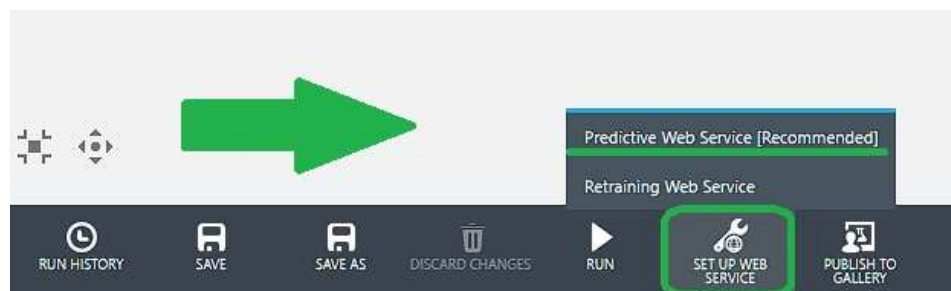 Predictive Web Service [Recommended]
Retraining Web Service
RUN HISTORY
SAVE
SAVE AS
DISCARD CHANGES
RUN
SET UP WEB
SERVICE
PUBLISH TO
GALLERY